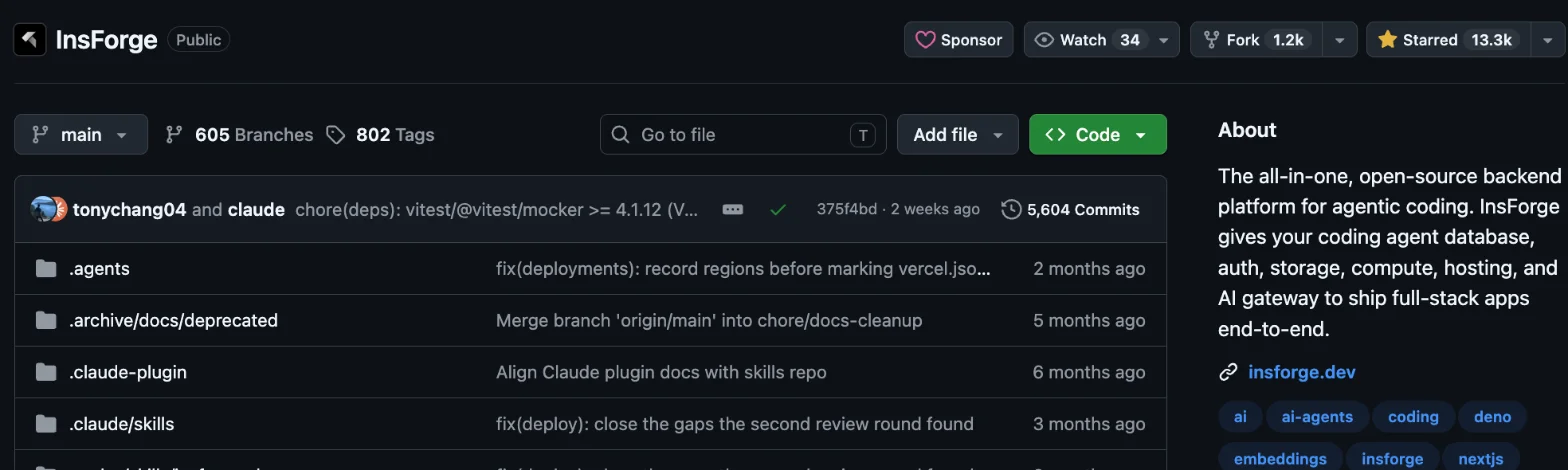 InsForge Public
Sponsor Watch 34 Fork 1.2k Starred 13.3k
main 605 Branches 802 Tags
Go to file T Add file Code
tonychang04 and claude chore(deps): vitest/@vitest/mocker >= 4.1.12 (V... 375f4bd · 2 weeks ago 5,604 Commits
.agents fix(deployments): record regions before marking vercel.jso... 2 months ago
.archive/docs/deprecated Merge branch 'origin/main' into chore/docs-cleanup 5 months ago
.claude-plugin Align Claude plugin docs with skills repo 6 months ago
.claude/skills fix(deploy): close the gaps the second review round found 3 months ago
About
The all-in-one, open-source backend
platform for agentic coding. InsForge
gives your coding agent database,
auth, storage, compute, hosting, and
AI gateway to ship full-stack apps
end-to-end.
insforge.dev
ai ai-agents coding deno
embeddings insforge nextjs